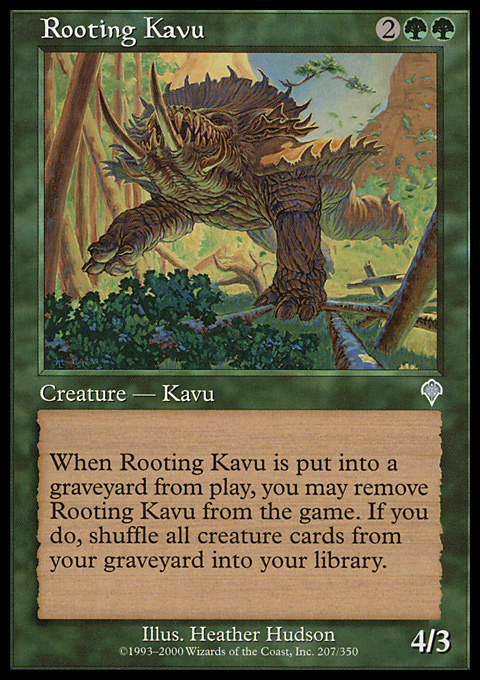 Rooting Kavu 2
Creature — Kavu
When Rooting Kavu is put into a
graveyard from play, you may remove
Rooting Kavu from the game. If you
do, shuffle all creature cards from
your graveyard into your library.
Illus. Heather Hudson
©1993–2000 Wizards of the Coast, Inc. 207/350
4/3